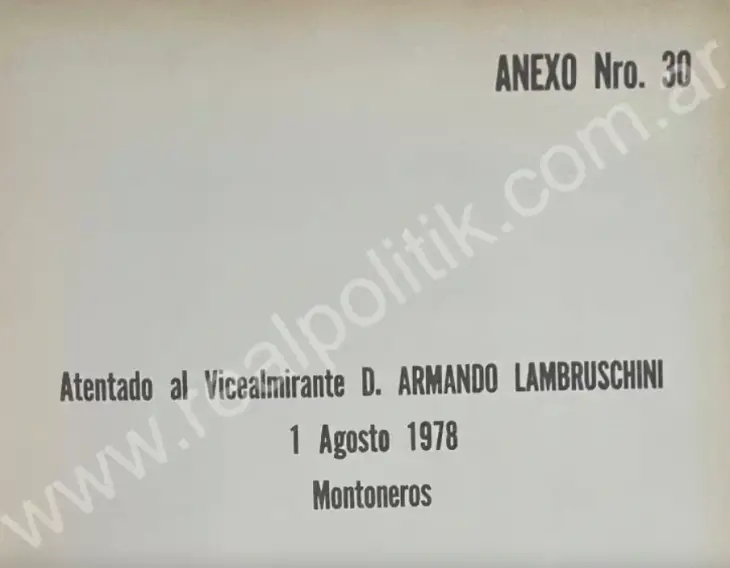 ANEXO Nro. 30
www.realpolitik.com.ar
Atentado al Vicealmirante D. ARMANDO LAMBRUSCHINI
1 Agosto 1978
Montoneros